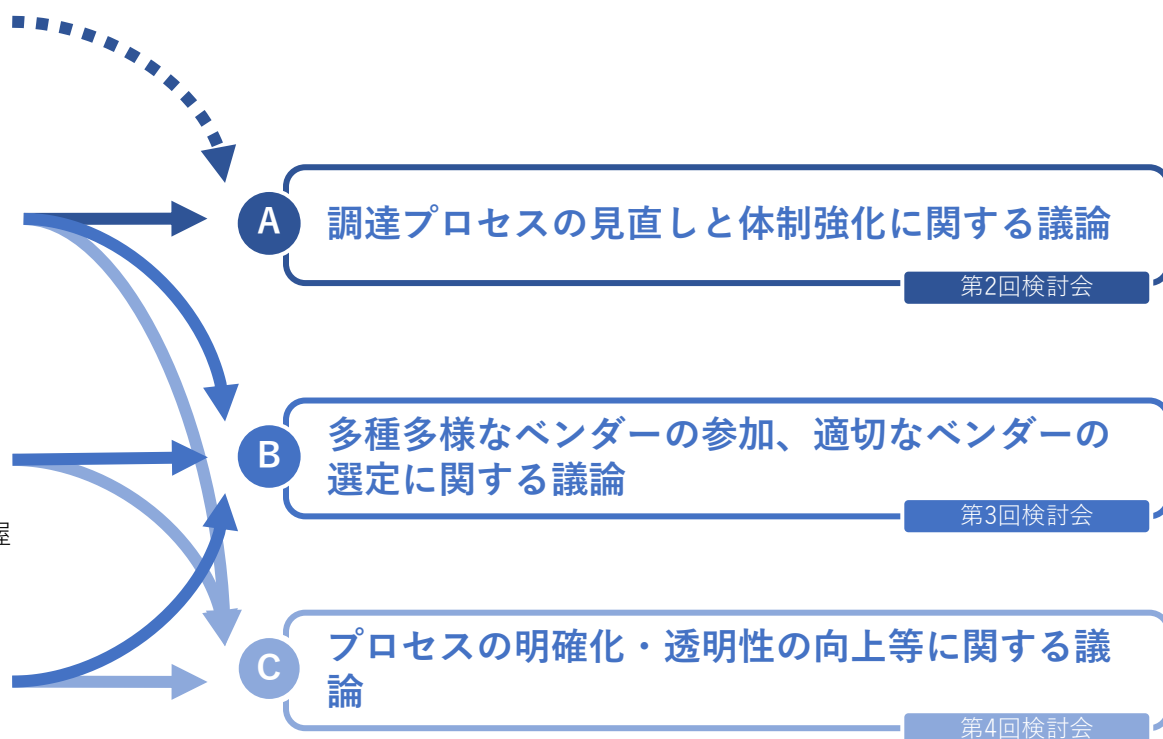 A
調達プロセスの見直しと体制強化に関する議論
第2回検討会
B
多種多様なベンダーの参加、適切なベンダーの
選定に関する議論
第3回検討会
握
C
プロセスの明確化・透明性の向上等に関する議
論
第4回検討会